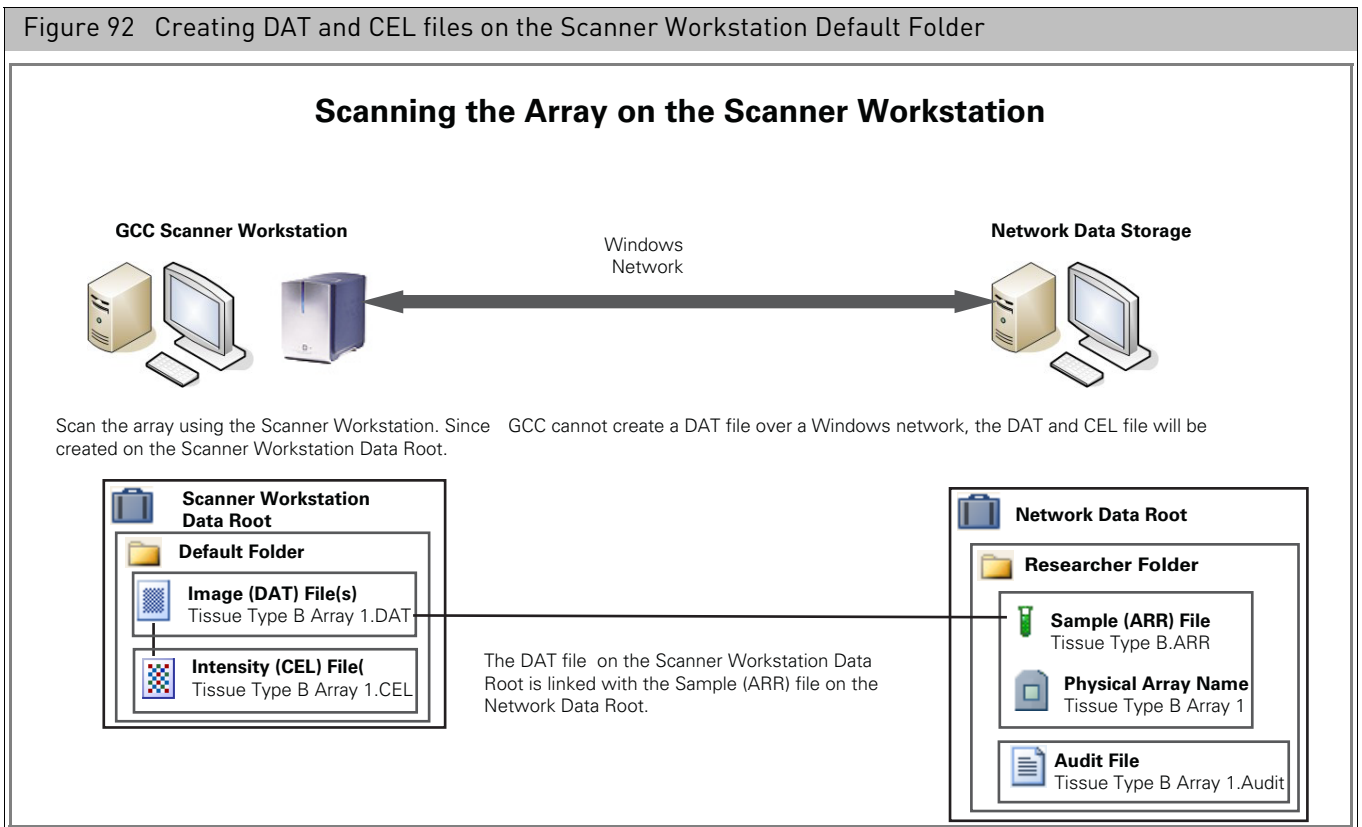 Figure 92 Creating DAT and CEL files on the Scanner Workstation Default Folder
Scanning the Array on the Scanner Workstation
GCC Scanner Workstation
Windows
Network
Network Data Storage
Scan the array using the Scanner Workstation. Since GCC cannot create a DAT file over a Windows network, the DAT and CEL file will be
created on the Scanner Workstation Data Root.
Scanner Workstation
Data Root
Default Folder
Image (DAT) File(s)
Tissue Type B Array 1.DAT
Intensity (CEL) File(
Tissue Type B Array 1.CEL
The DAT file on the Scanner Workstation Data
Root is linked with the Sample (ARR) file on the
Network Data Root.
Network Data Root
Researcher Folder
Sample (ARR) File
Tissue Type B.ARR
Physical Array Name
Tissue Type B Array 1
Audit File
Tissue Type B Array 1.Audit